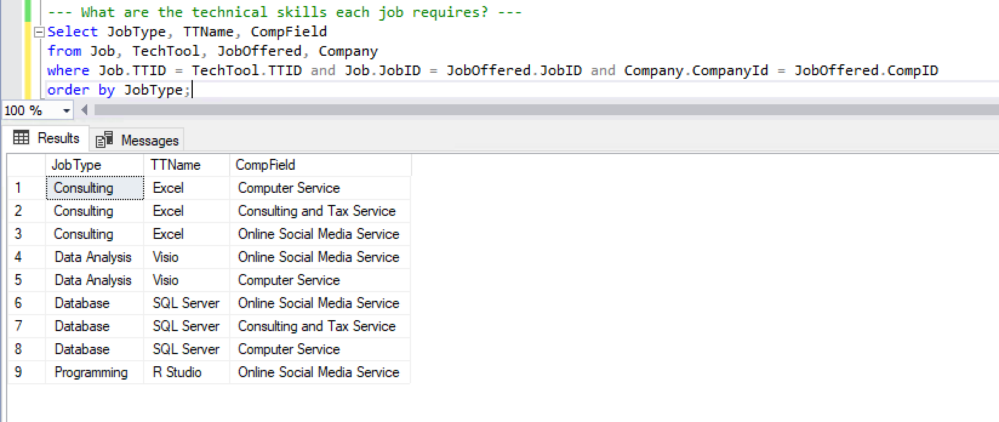 --- What are the technical skills each job requires? ---
Select JobType, TTName, CompField
from Job, TechTool, JobOffered, Company
where Job.TTID = TechTool.TTID and Job.JobID = JobOffered.JobID and Company.CompanyId = JobOffered.CompID
order by JobType;
100 %
Results Messages
JobType TTName CompField
1 Consulting Excel Computer Service
2 Consulting Excel Consulting and Tax Service
3 Consulting Excel Online Social Media Service
4 Data Analysis Visio Online Social Media Service
5 Data Analysis Visio Computer Service
6 Database SQL Server Online Social Media Service
7 Database SQL Server Consulting and Tax Service
8 Database SQL Server Computer Service
9 Programming R Studio Online Social Media Service